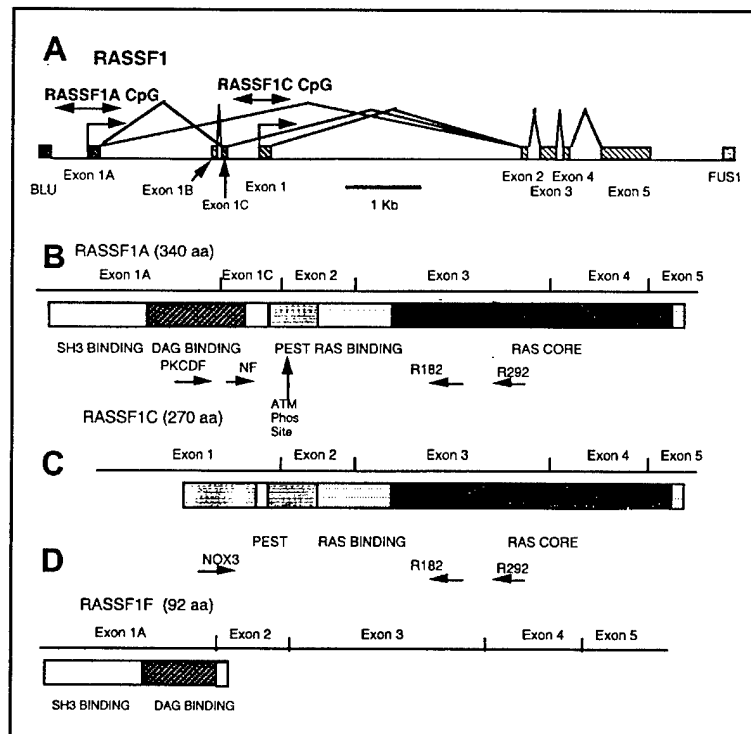 A RASSF1
RASSF1A CpG
RASSF1C CpG
BLU
Exon 1A
Exon 1B
Exon 1C
Exon 1
1 Kb
Exon 2
Exon 3
Exon 4
Exon 5
FUS1
B RASSF1A (340 aa)
Exon 1A Exon 1C Exon 2 Exon 3 Exon 4 Exon 5
SH3 BINDING DAG BINDING PEST RAS BINDING RAS CORE
PKCDF NF R182 R292
ATM
Phos
Site
RASSF1C (270 aa)
C
Exon 1 Exon 2 Exon 3 Exon 4 Exon 5
PEST RAS BINDING RAS CORE
NOX3 R182 R292
D
RASSF1F (92 aa)
Exon 1A Exon 2 Exon 3 Exon 4 Exon 5
SH3 BINDING DAG BINDING